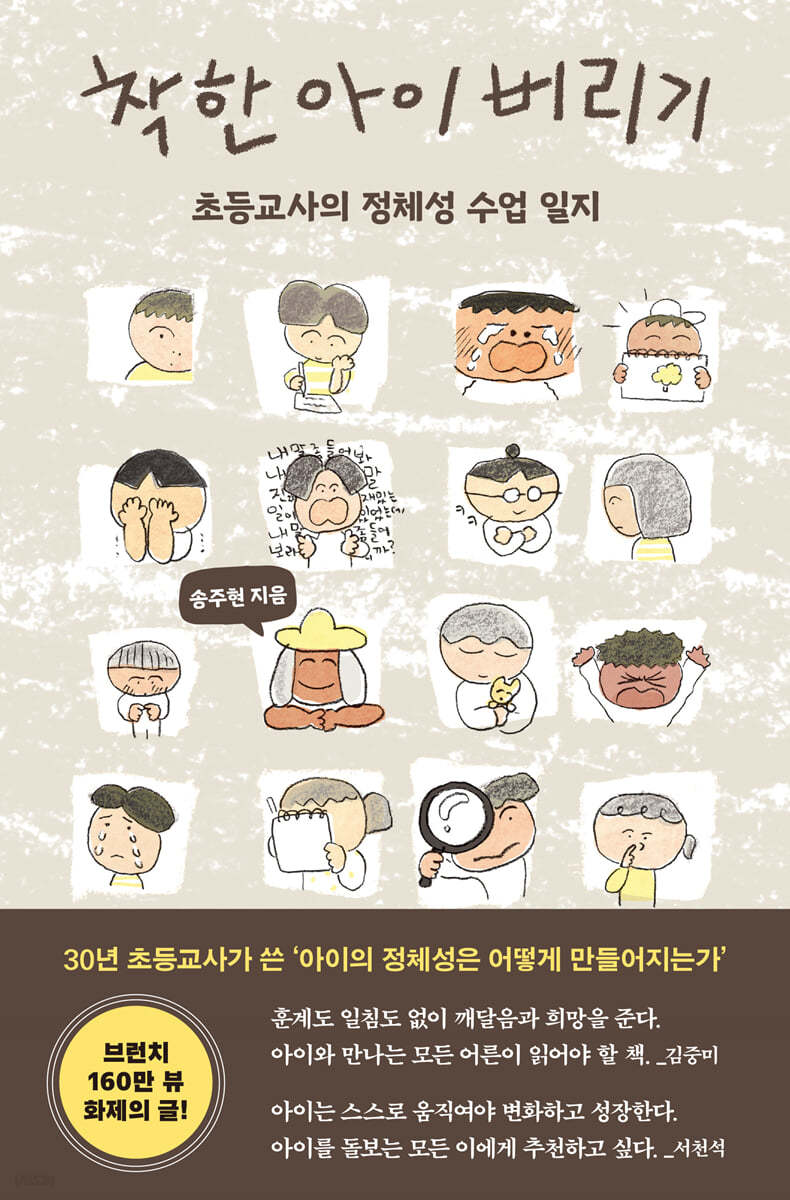 착한 아이 버리기
초등교사의 정체성 수업 일지
내 말 좀 들어봐
내 말
진 재밌는
일이 있었는데,
내 말 좀 들어
보라 까?
ㅋㅋ
송주현 지음
30년 초등교사가 쓴 ‘아이의 정체성은 어떻게 만들어지는가’
브런치
160만 뷰
화제의 글!
훈계도 일침도 없이 깨달음과 희망을 준다.
아이와 만나는 모든 어른이 읽어야 할 책. _김중미
아이는 스스로 움직여야 변화하고 성장한다.
아이를 돌보는 모든 이에게 추천하고 싶다. _서천석